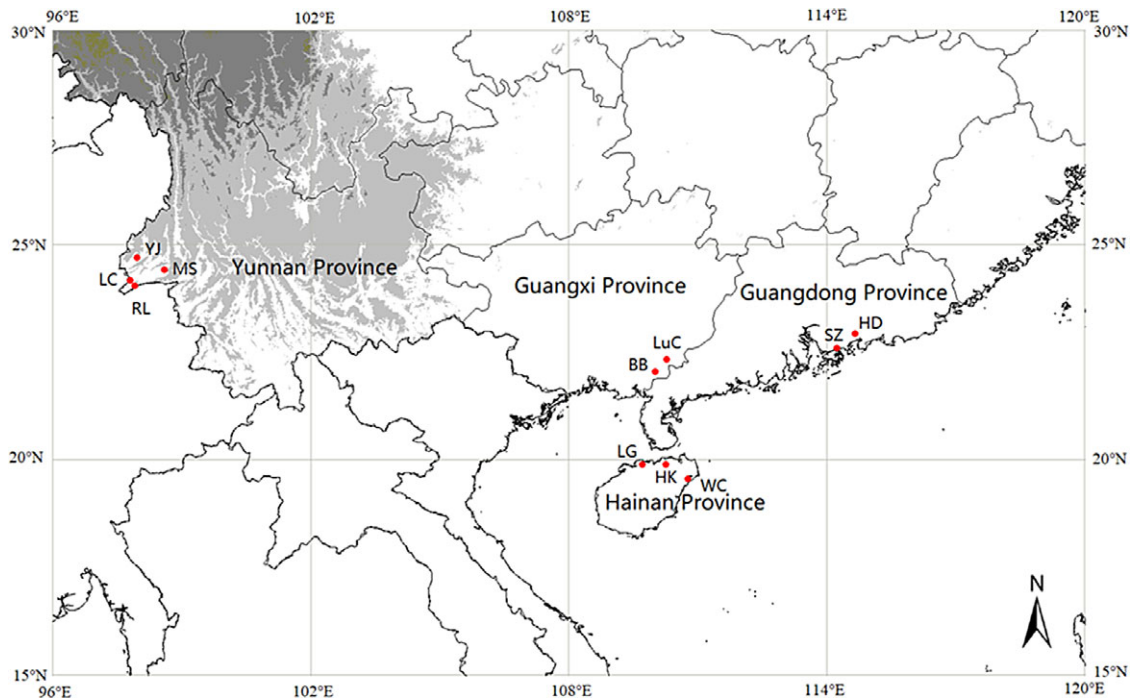 96°E 102°E 108°E 114°E 120°E
30°N 30°N
25°N 25°N
YJ
MS
Yunnan Province
LC
RL
Guangxi Province
Guangdong Province
HD
SZ
LuC
BB
20°N 20°N
LG
HK
WC
Hainan Province
N
15°N 15°N
96°E 102°E 108°E 114°E 120°E